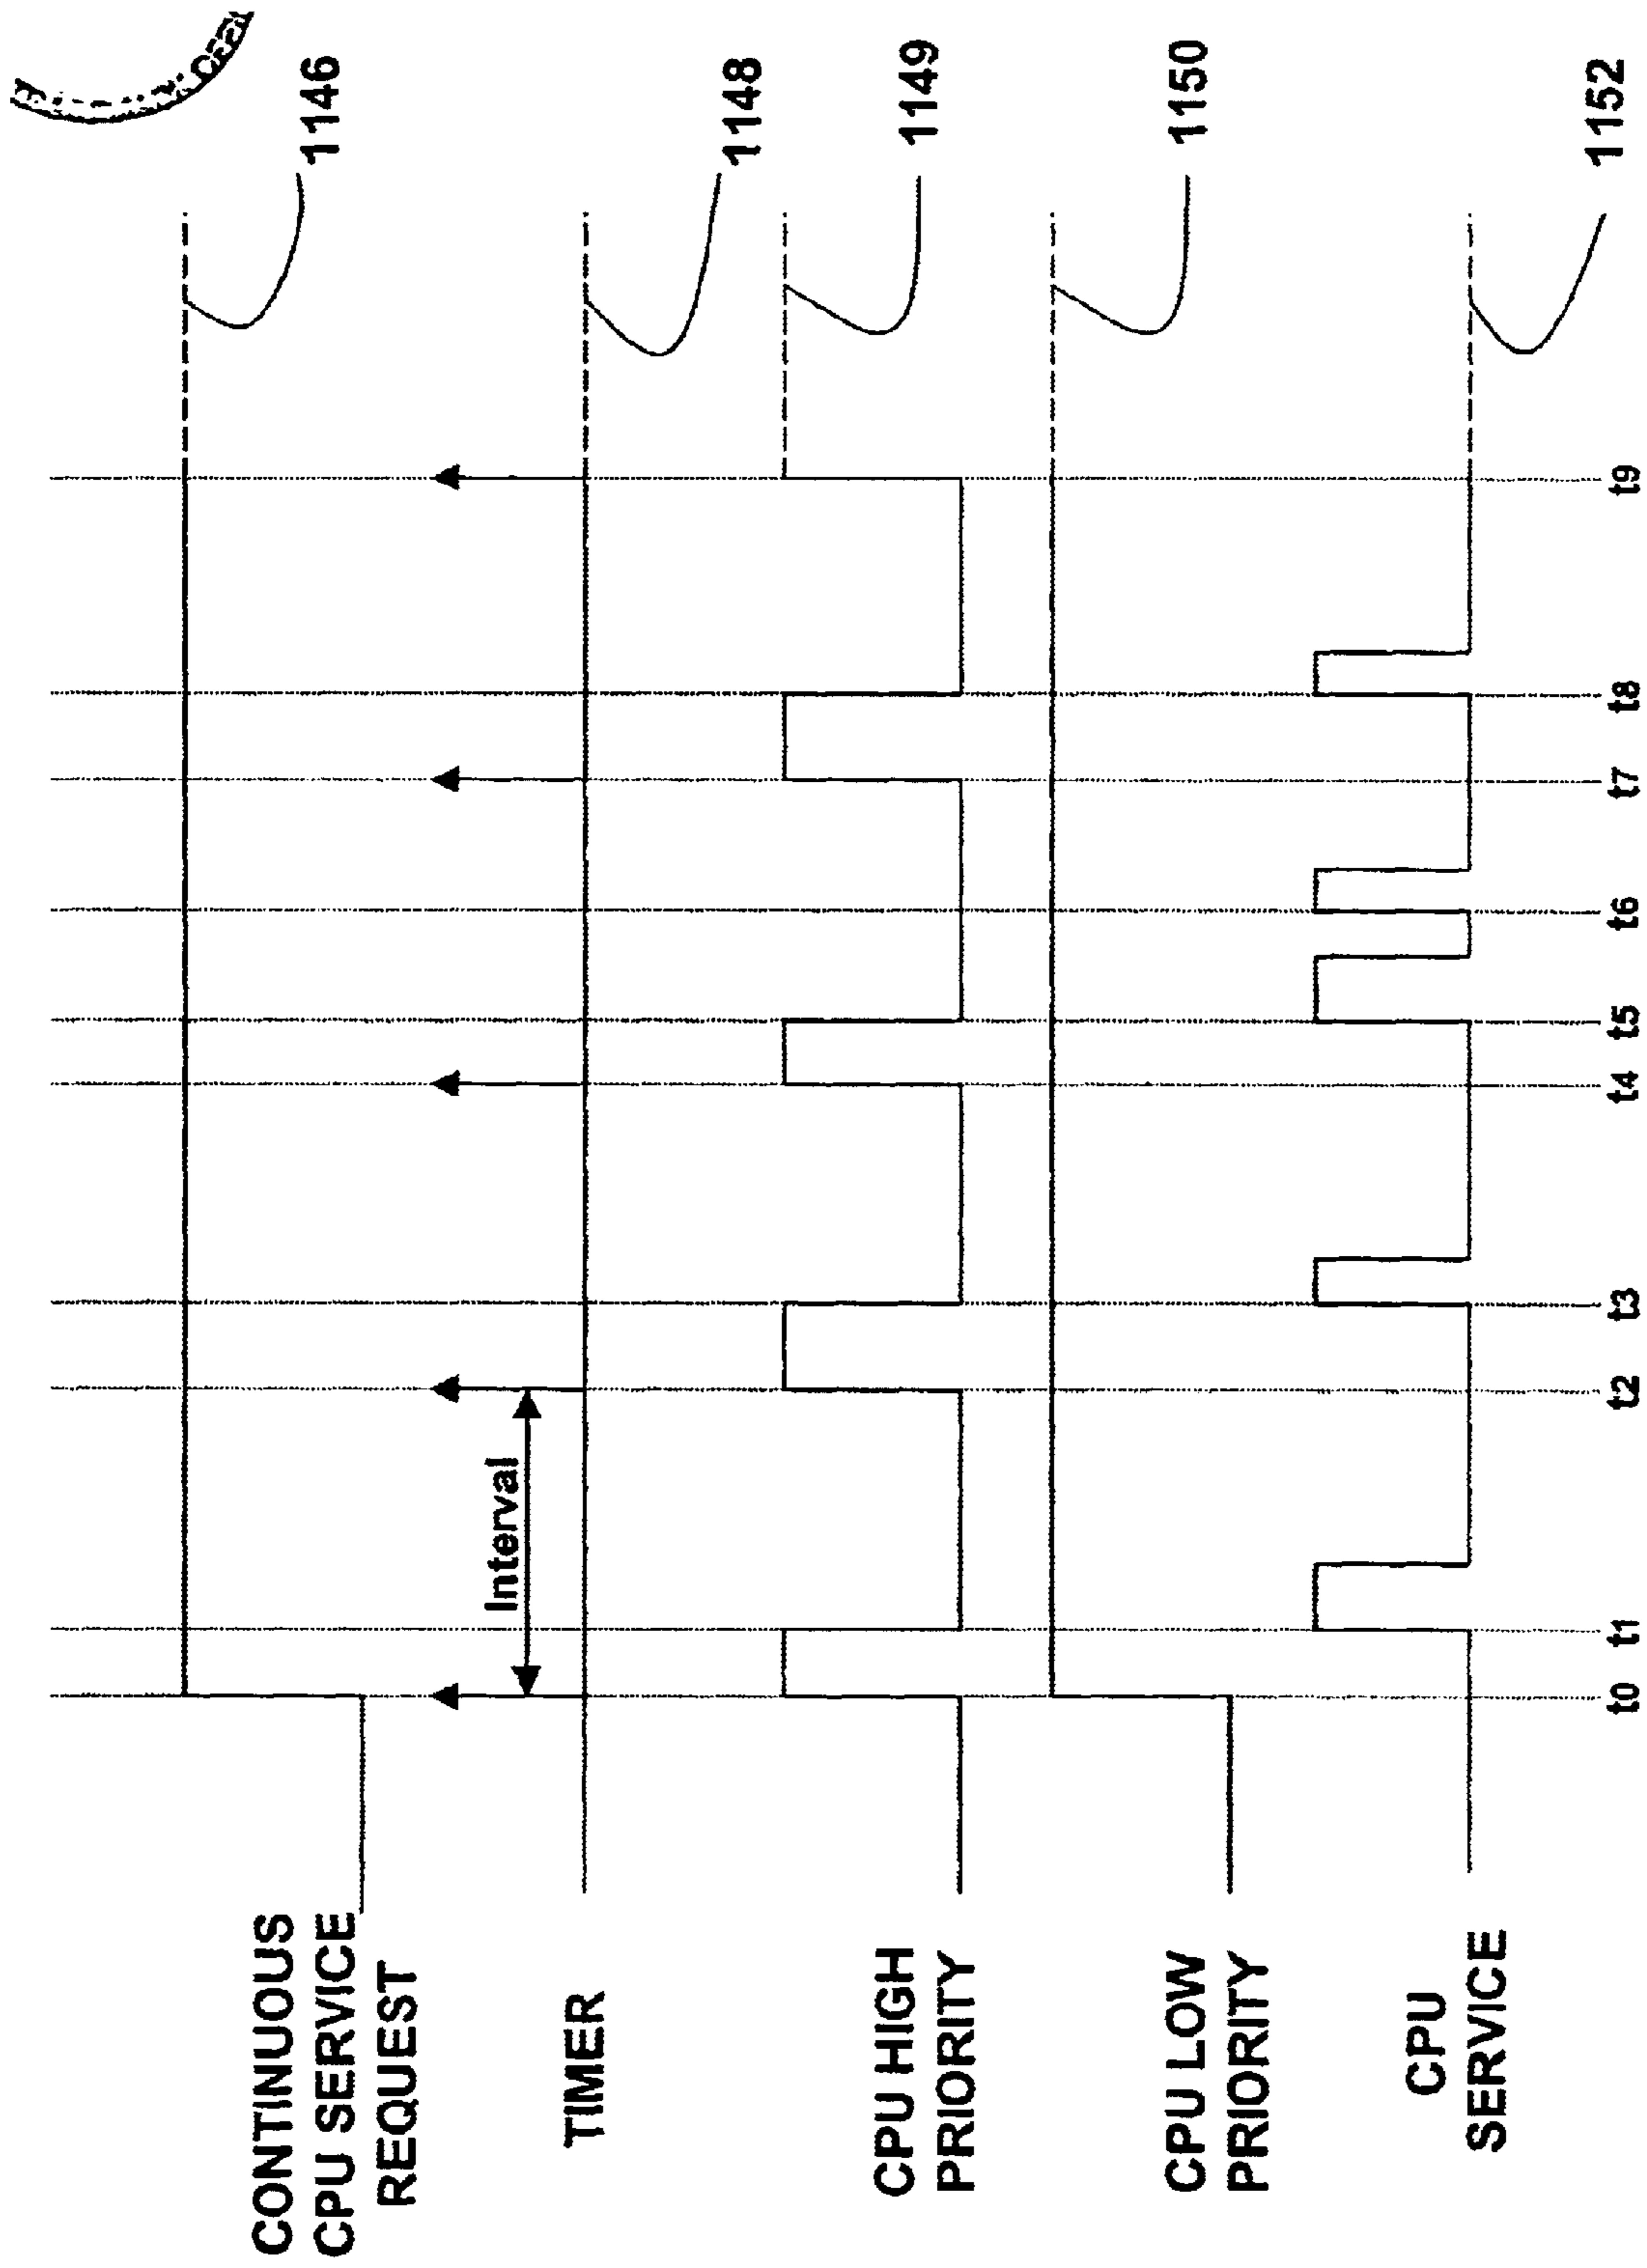 CONTINUOUS
CPU SERVICE
REQUEST
1146
Interval
TIMER
1148
CPU HIGH
PRIORITY
1149
CPU LOW
PRIORITY
1150
CPU
SERVICE
1152
t0 t1 t2 t3 t4 t5 t6 t7 t8 t9